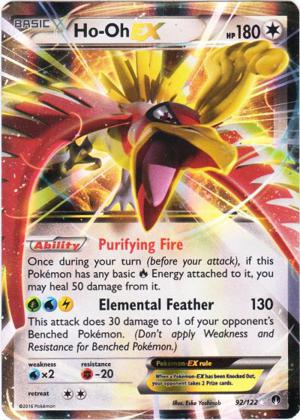 BASIC Ho-Oh EX HP 180
Ability Purifying Fire
Once during your turn (before your attack), if this
Pokémon has any basic Energy attached to it, you
may heal 50 damage from it.
Elemental Feather 130
This attack does 30 damage to 1 of your opponent's
Benched Pokémon. (Don't apply Weakness and
Resistance for Benched Pokémon.)
weakness resistance
×2 -20
retreat
Pokémon-EX rule
When a Pokémon-EX has been Knocked Out,
your opponent takes 2 Prize cards.
©2016 Pokémon Illus. Eske Yoshinob 92/122